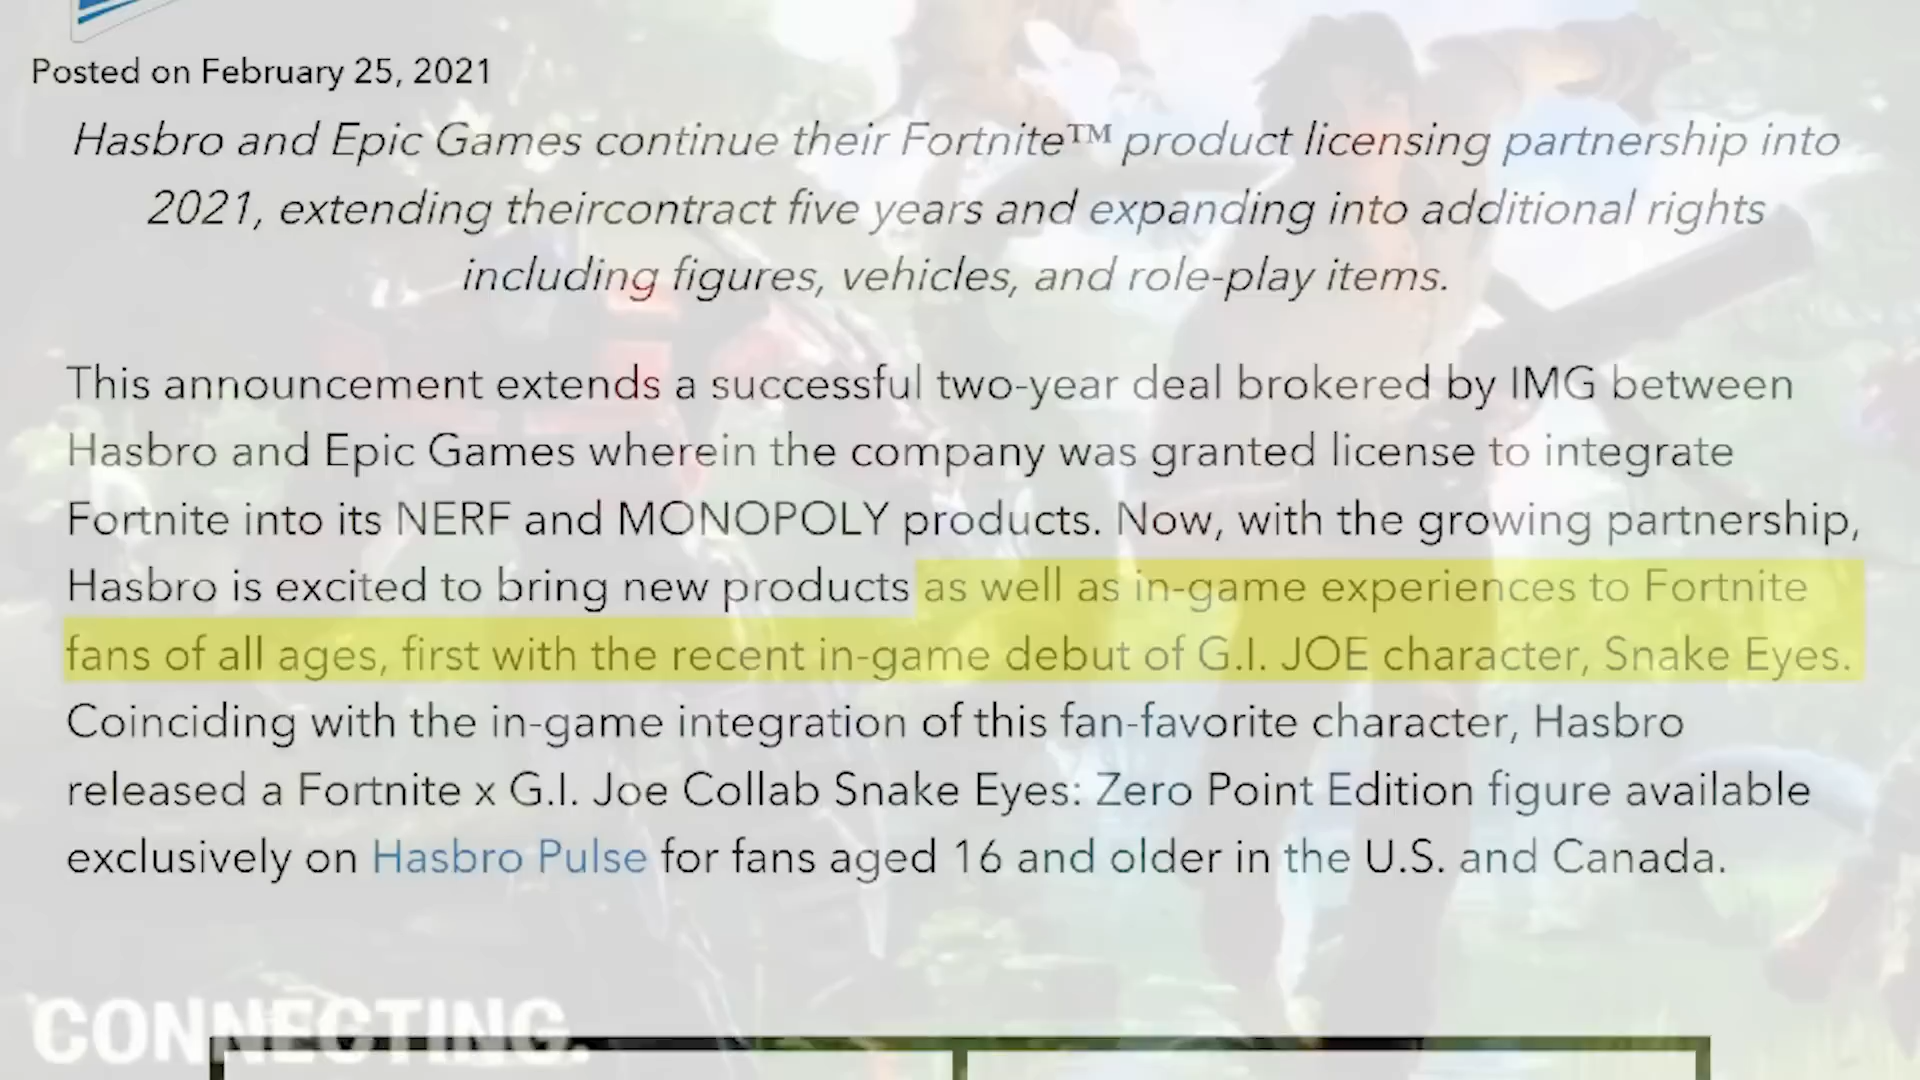 Posted on February 25, 2021
Hasbro and Epic Games continue their Fortnite™ product licensing partnership into
2021, extending theircontract five years and expanding into additional rights
including figures, vehicles, and role-play items.
This announcement extends a successful two-year deal brokered by IMG between
Hasbro and Epic Games wherein the company was granted license to integrate
Fortnite into its NERF and MONOPOLY products. Now, with the growing partnership,
Hasbro is excited to bring new products as well as in-game experiences to Fortnite
fans of all ages, first with the recent in-game debut of G.I. JOE character, Snake Eyes.
Coinciding with the in-game integration of this fan-favorite character, Hasbro
released a Fortnite x G.I. Joe Collab Snake Eyes: Zero Point Edition figure available
exclusively on Hasbro Pulse for fans aged 16 and older in the U.S. and Canada.
CONNECTING.